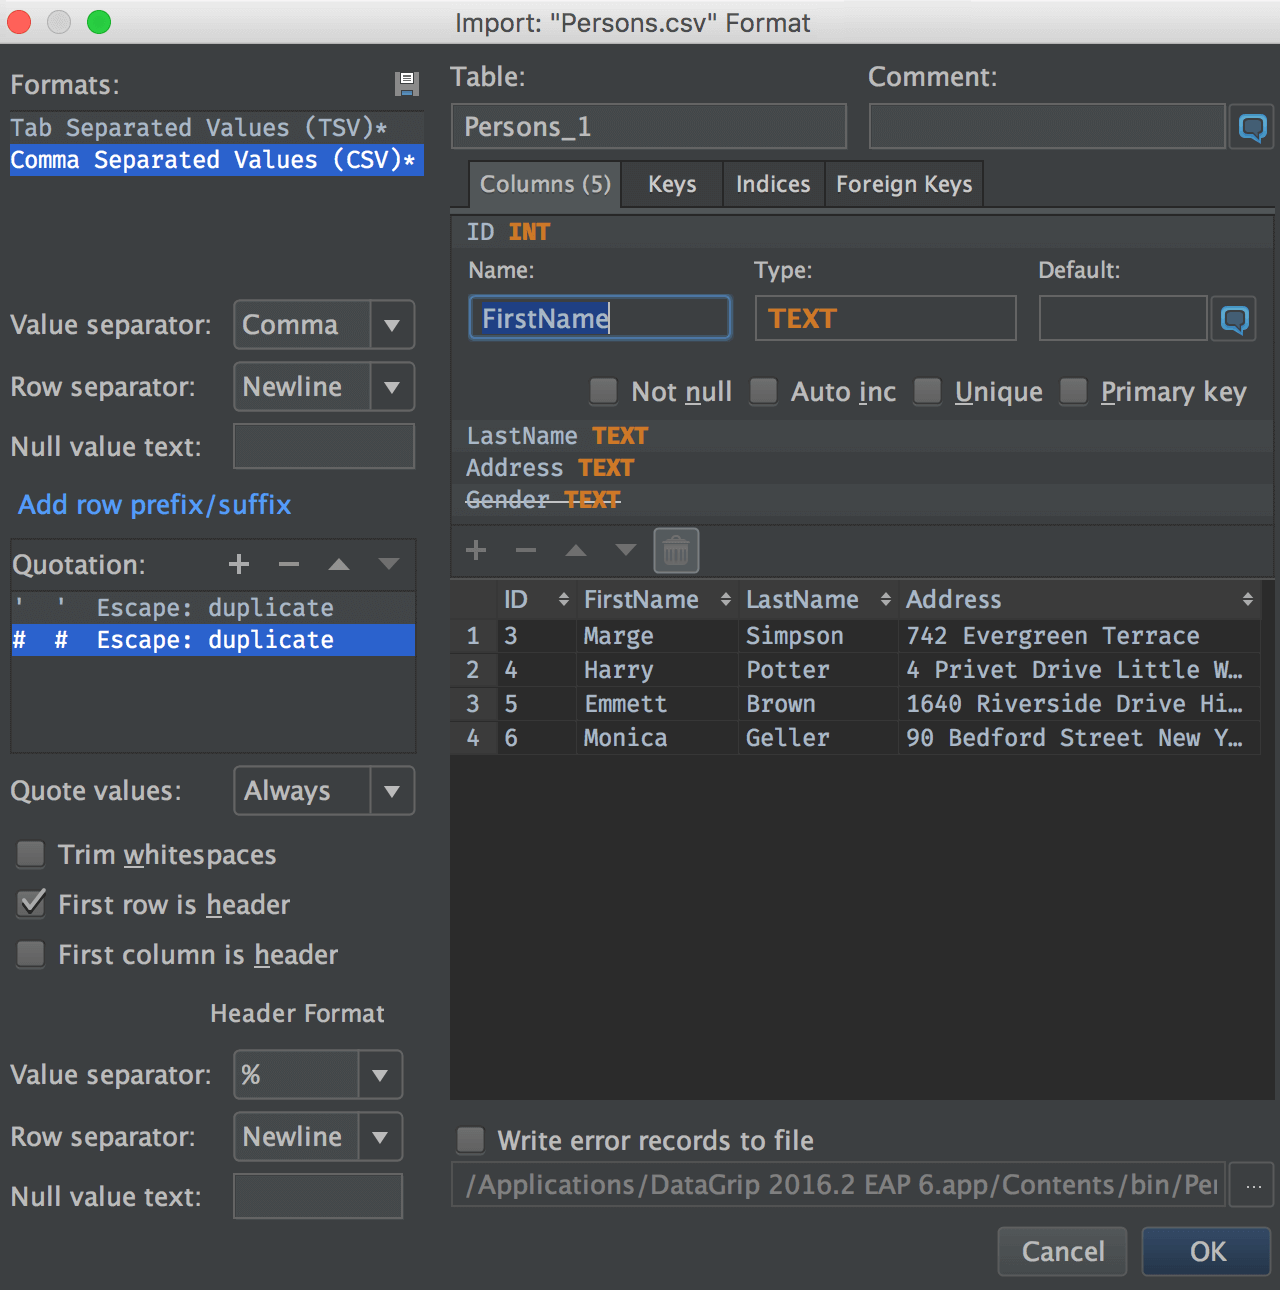 Import: "Persons.csv" Format
Formats:
Tab Separated Values (TSV)*
Comma Separated Values (CSV)*
Value separator: Comma
Row separator: Newline
Null value text:
Add row prefix/suffix
Quotation:
' ' Escape: duplicate
# # Escape: duplicate
Quote values: Always
Trim whitespaces
First row is header
First column is header
Header Format
Value separator: %
Row separator: Newline
Null value text:
Table: Comment:
Persons_1
Columns (5) Keys Indices Foreign Keys
ID INT
Name: Type: Default:
FirstName TEXT
Not null Auto inc Unique Primary key
LastName TEXT
Address TEXT
Gender TEXT
ID FirstName LastName Address
1 3 Marge Simpson 742 Evergreen Terrace
2 4 Harry Potter 4 Privet Drive Little W…
3 5 Emmett Brown 1640 Riverside Drive Hi…
4 6 Monica Geller 90 Bedford Street New Y…
Write error records to file
/Applications/DataGrip 2016.2 EAP 6.app/Contents/bin/Per ...
Cancel OK